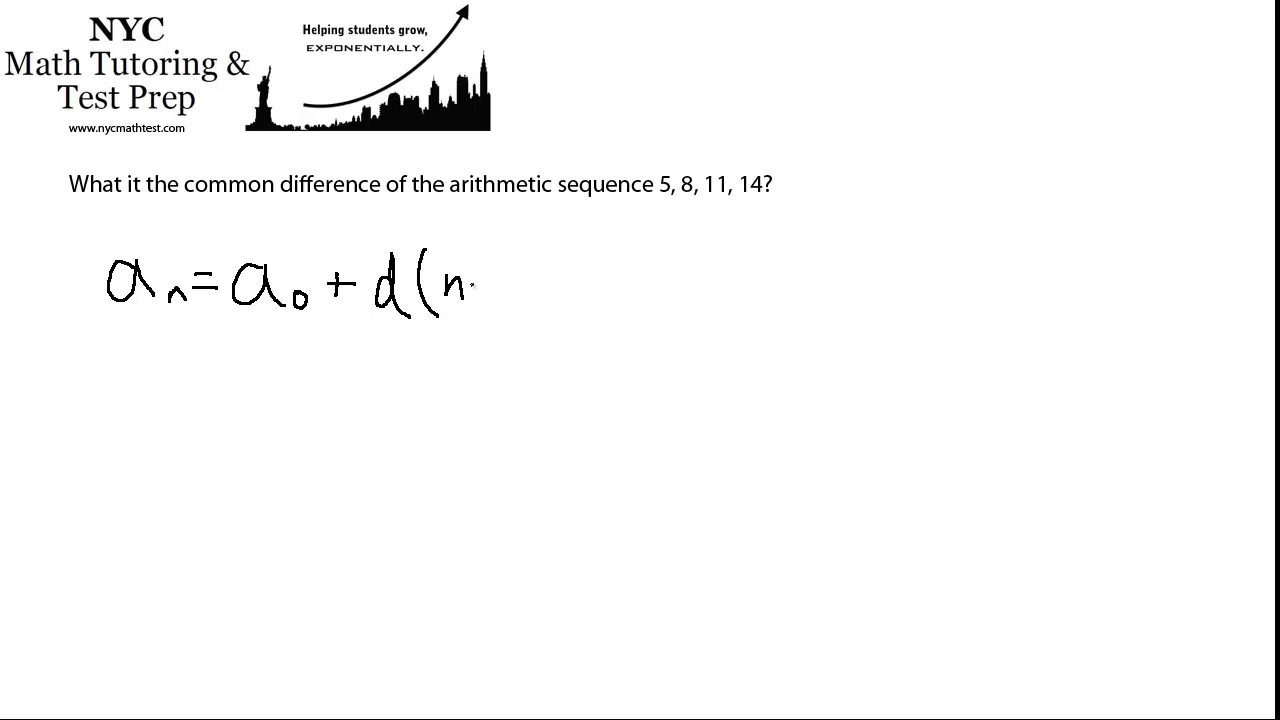 NYC
Math Tutoring &
Test Prep
www.nycmathtest.com
Helping students grow,
EXPONENTIALLY.
What it the common difference of the arithmetic sequence 5, 8, 11, 14?
aₙ = a₀ + d(n